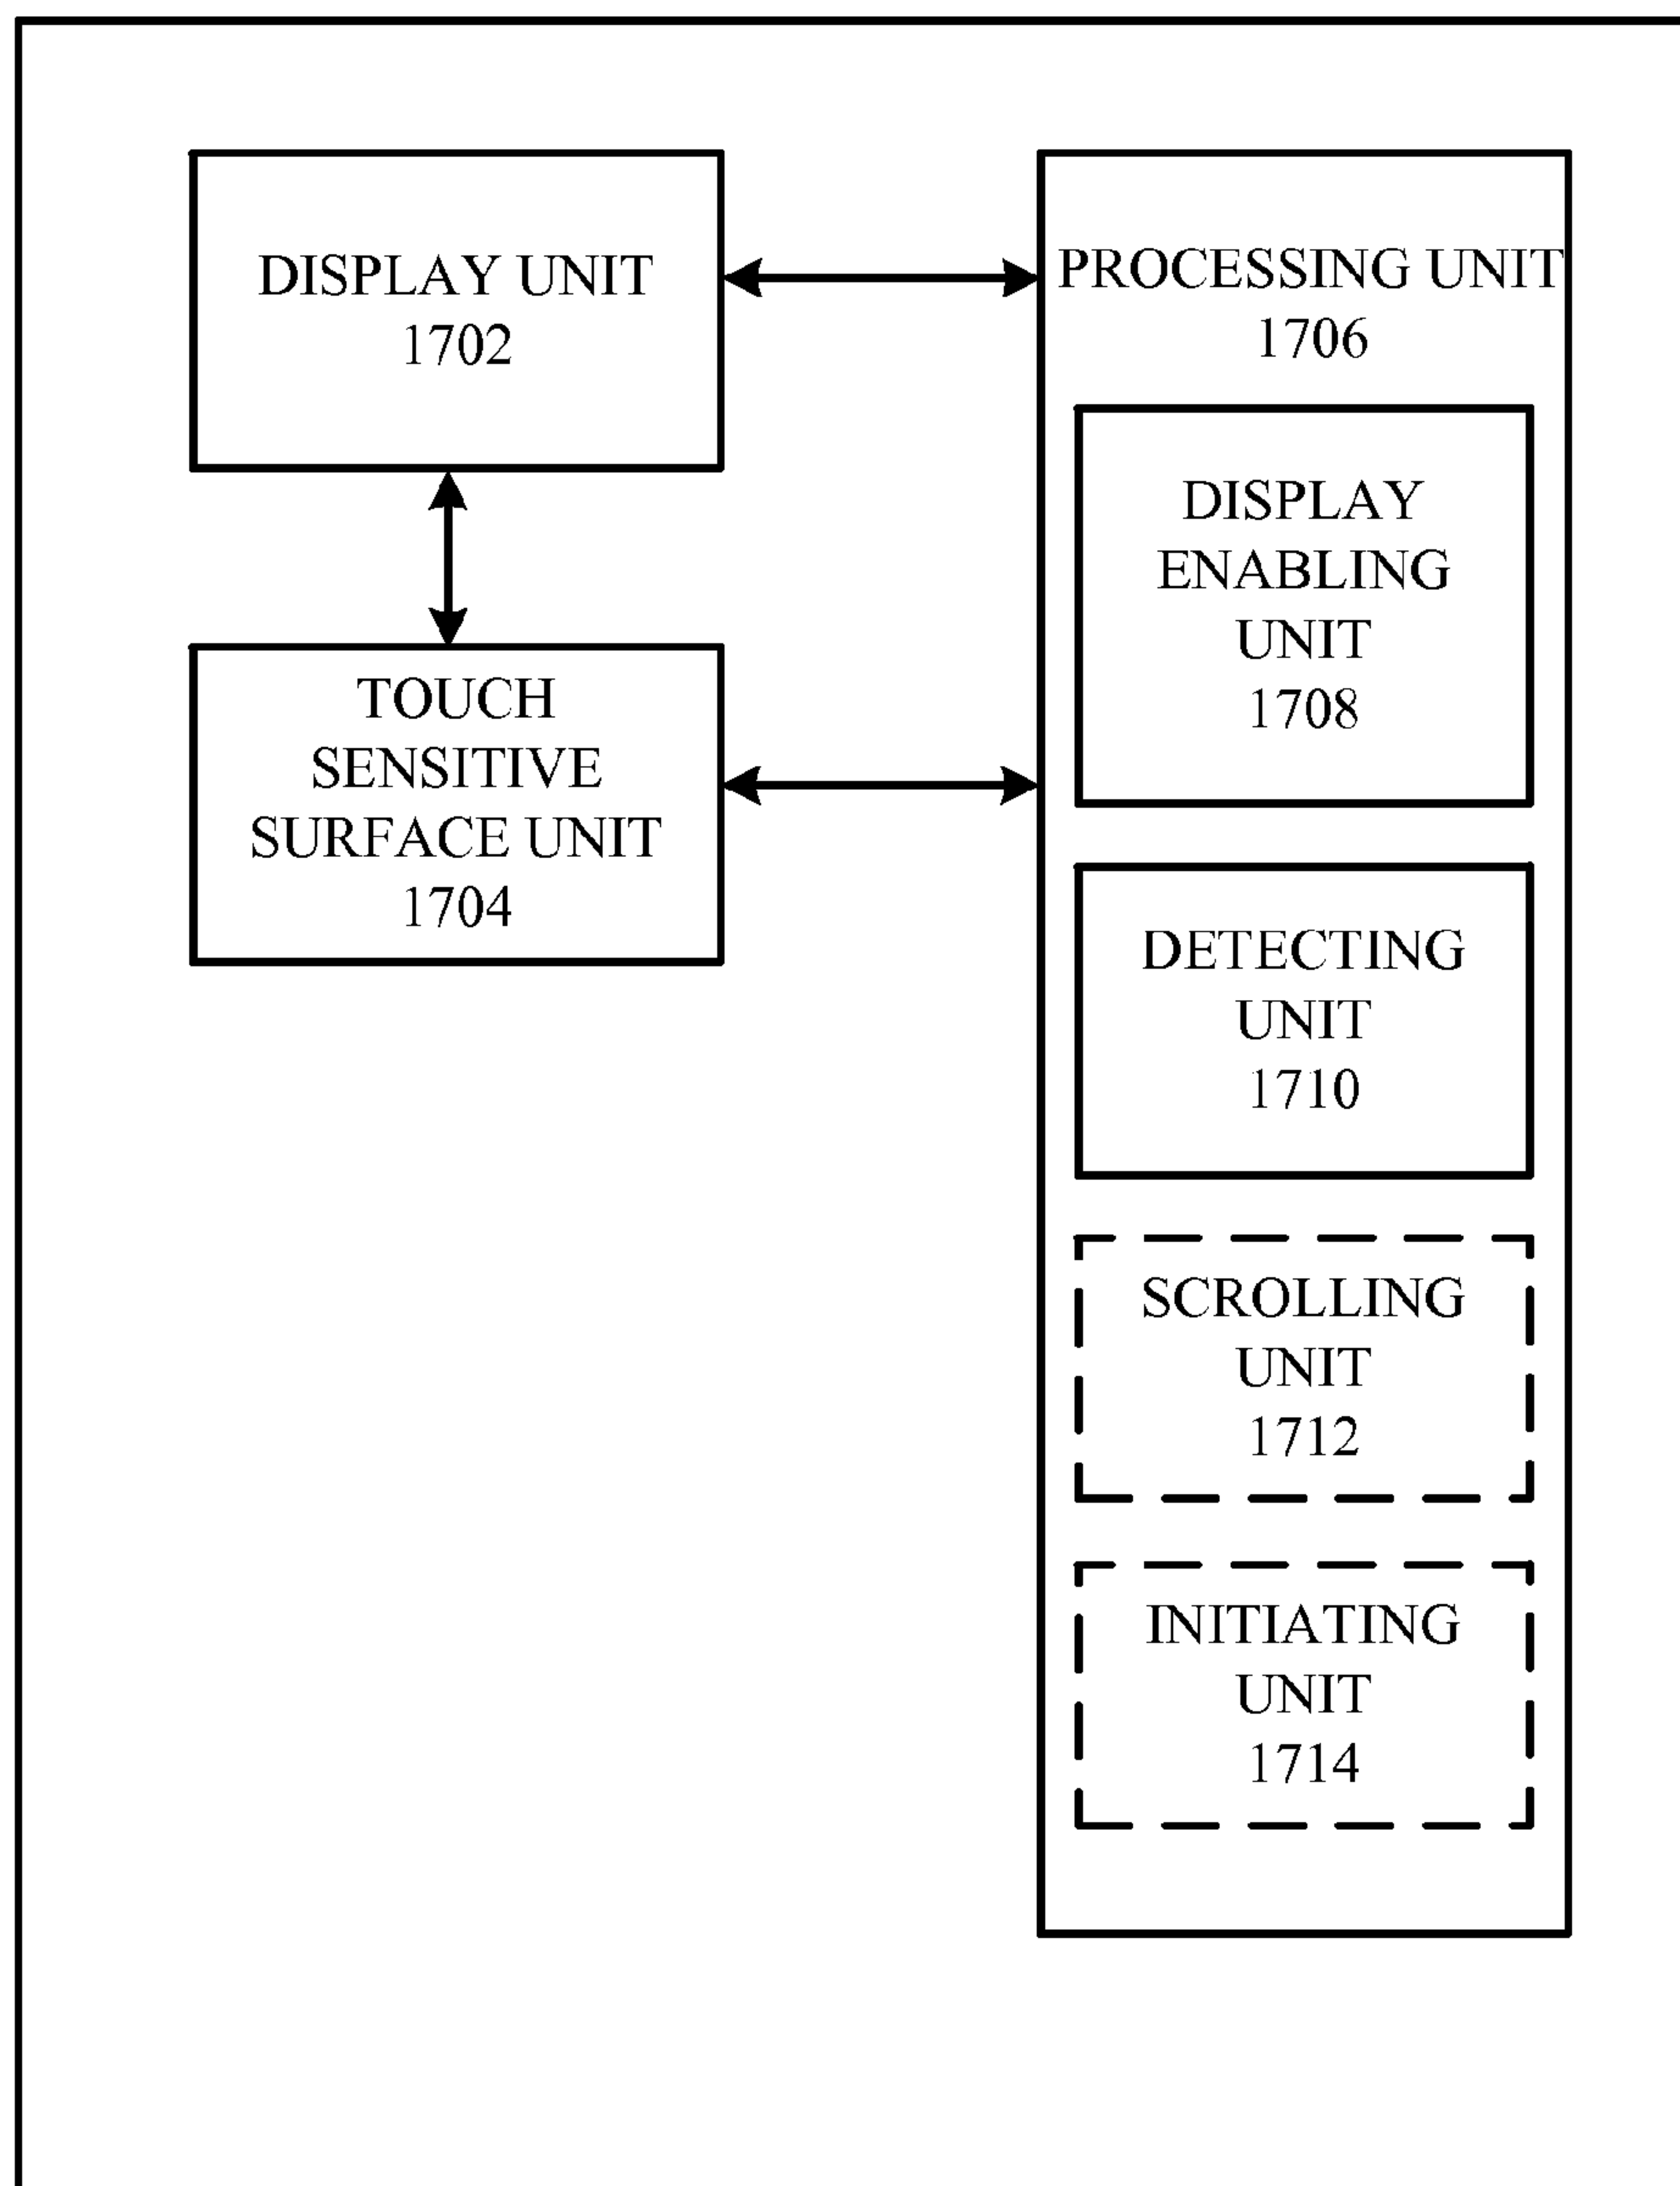 DISPLAY UNIT
1702
TOUCH
SENSITIVE
SURFACE UNIT
1704
PROCESSING UNIT
1706
DISPLAY
ENABLING
UNIT
1708
DETECTING
UNIT
1710
SCROLLING
UNIT
1712
INITIATING
UNIT
1714